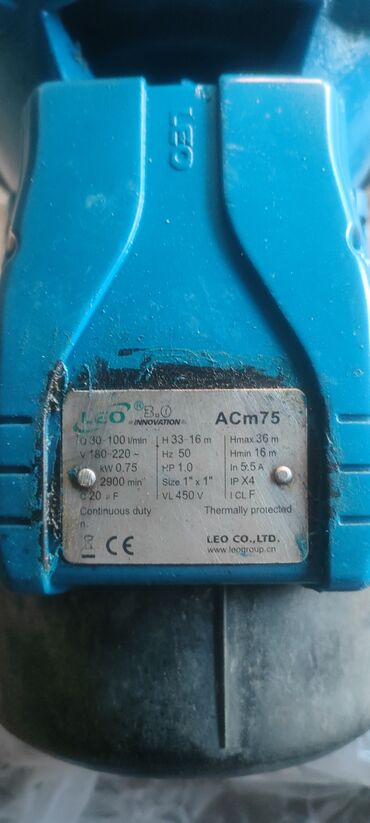 LEO
LEO ® 3.0 INNOVATION ACm75
Q 30-100 l/min H 33-16 m Hmax 36 m
V 180-220 ~ Hz 50 Hmin 16 m
kW 0.75 HP 1.0 In 5.5 A
2900 min⁻¹ Size 1" x 1" IP X4
C 20 µF VL 450 V I CL F
Continuous duty Thermally protected
n.
CE LEO CO.,LTD.
www.leogroup.cn